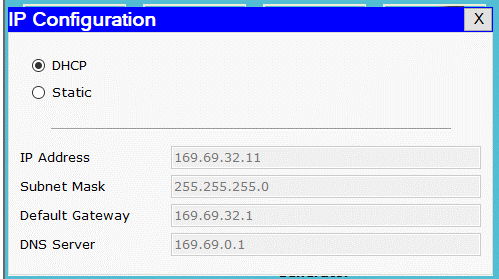 IP Configuration X
DHCP
Static
IP Address 169.69.32.11
Subnet Mask 255.255.255.0
Default Gateway 169.69.32.1
DNS Server 169.69.0.1